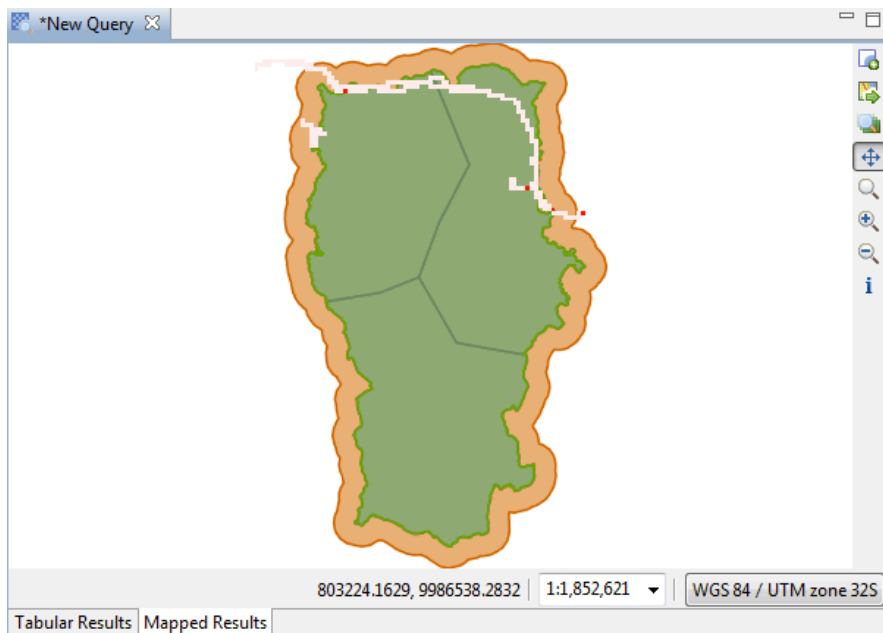 *New Query
803224.1629, 9986538.2832 1:1,852,621 WGS 84 / UTM zone 32S
Tabular Results Mapped Results